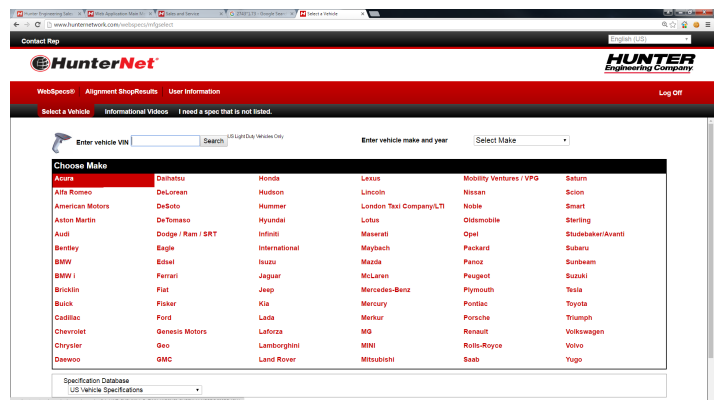 Hunter Engineering Sales
Web Application Main M
Sales and Service
Google Sear
Select a Vehicle
www.hunternetwork.com/webspecs/mfgselect
Contact Rep
English (US)
HunterNet
HUNTER
Engineering Company
WebSpecs® Alignment ShopResults User Information
Log Off
Select a Vehicle Informational Videos I need a spec that is not listed.
Enter vehicle VIN Search US Light Duty Vehicles Only Enter vehicle make and year Select Make
Choose Make
Acura Daihatsu Honda Lexus Mobility Ventures / VPG Saturn
Alfa Romeo DeLorean Hudson Lincoln Nissan Scion
American Motors DeSoto Hummer London Taxi Company/LTI Noble Smart
Aston Martin DeTomaso Hyundai Lotus Oldsmobile Sterling
Audi Dodge / Ram / SRT Infiniti Maserati Opel Studebaker/Avanti
Bentley Eagle International Maybach Packard Subaru
BMW Edsel Isuzu Mazda Panoz Sunbeam
BMW i Ferrari Jaguar McLaren Peugeot Suzuki
Bricklin Fiat Jeep Mercedes-Benz Plymouth Tesla
Buick Fisker Kia Mercury Pontiac Toyota
Cadillac Ford Lada Merkur Porsche Triumph
Chevrolet Genesis Motors Laforza MG Renault Volkswagen
Chrysler Geo Lamborghini MINI Rolls-Royce Volvo
Daewoo GMC Land Rover Mitsubishi Saab Yugo
Specification Database
US Vehicle Specifications